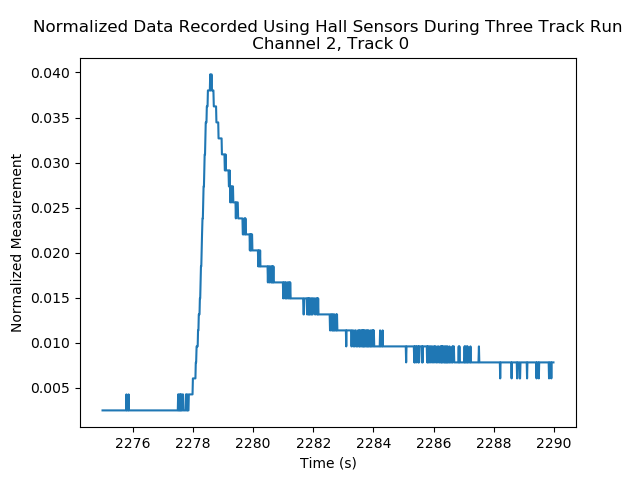 Normalized Data Recorded Using Hall Sensors During Three Track Run
Channel 2, Track 0
0.040
0.035
0.030
0.025
0.020
0.015
0.010
0.005
Normalized Measurement
2276 2278 2280 2282 2284 2286 2288 2290
Time (s)